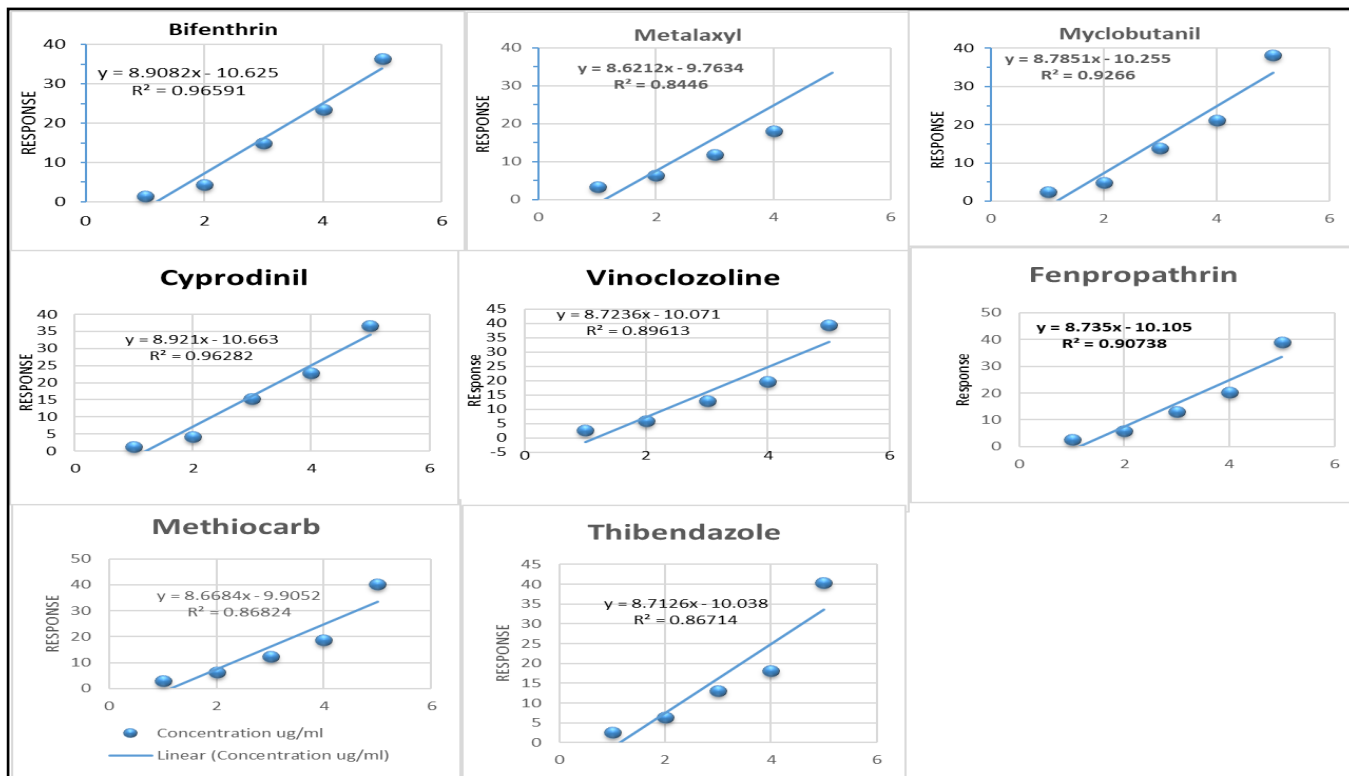 Bifenthrin
y = 8.9082x - 10.625
R² = 0.96591
RESPONSE
40
30
20
10
0
0 2 4 6
Metalaxyl
y = 8.6212x - 9.7634
R² = 0.8446
40
30
20
10
0
0 2 4 6
Myclobutanil
y = 8.7851x - 10.255
R² = 0.9266
RESPONSE
40
30
20
10
0
0 2 4 6
Cyprodinil
y = 8.921x - 10.663
R² = 0.96282
RESPONSE
40
35
30
25
20
15
10
5
0
0 2 4 6
Vinoclozoline
y = 8.7236x - 10.071
R² = 0.89613
REsponse
45
40
35
30
25
20
15
10
5
0
-5
0 2 4 6
Fenpropathrin
y = 8.735x - 10.105
R² = 0.90738
Response
50
40
30
20
10
0
0 2 4 6
Methiocarb
y = 8.6684x - 9.9052
R² = 0.86824
RESPONSE
50
40
30
20
10
0
0 2 4 6
Concentration ug/ml
Linear (Concentration ug/ml)
Thibendazole
y = 8.7126x - 10.038
R² = 0.86714
RESPONSE
45
40
35
30
25
20
15
10
5
0
0 2 4 6